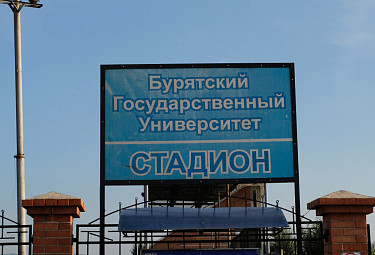 Бурятский
Государственный
Университет
СТАДИОН